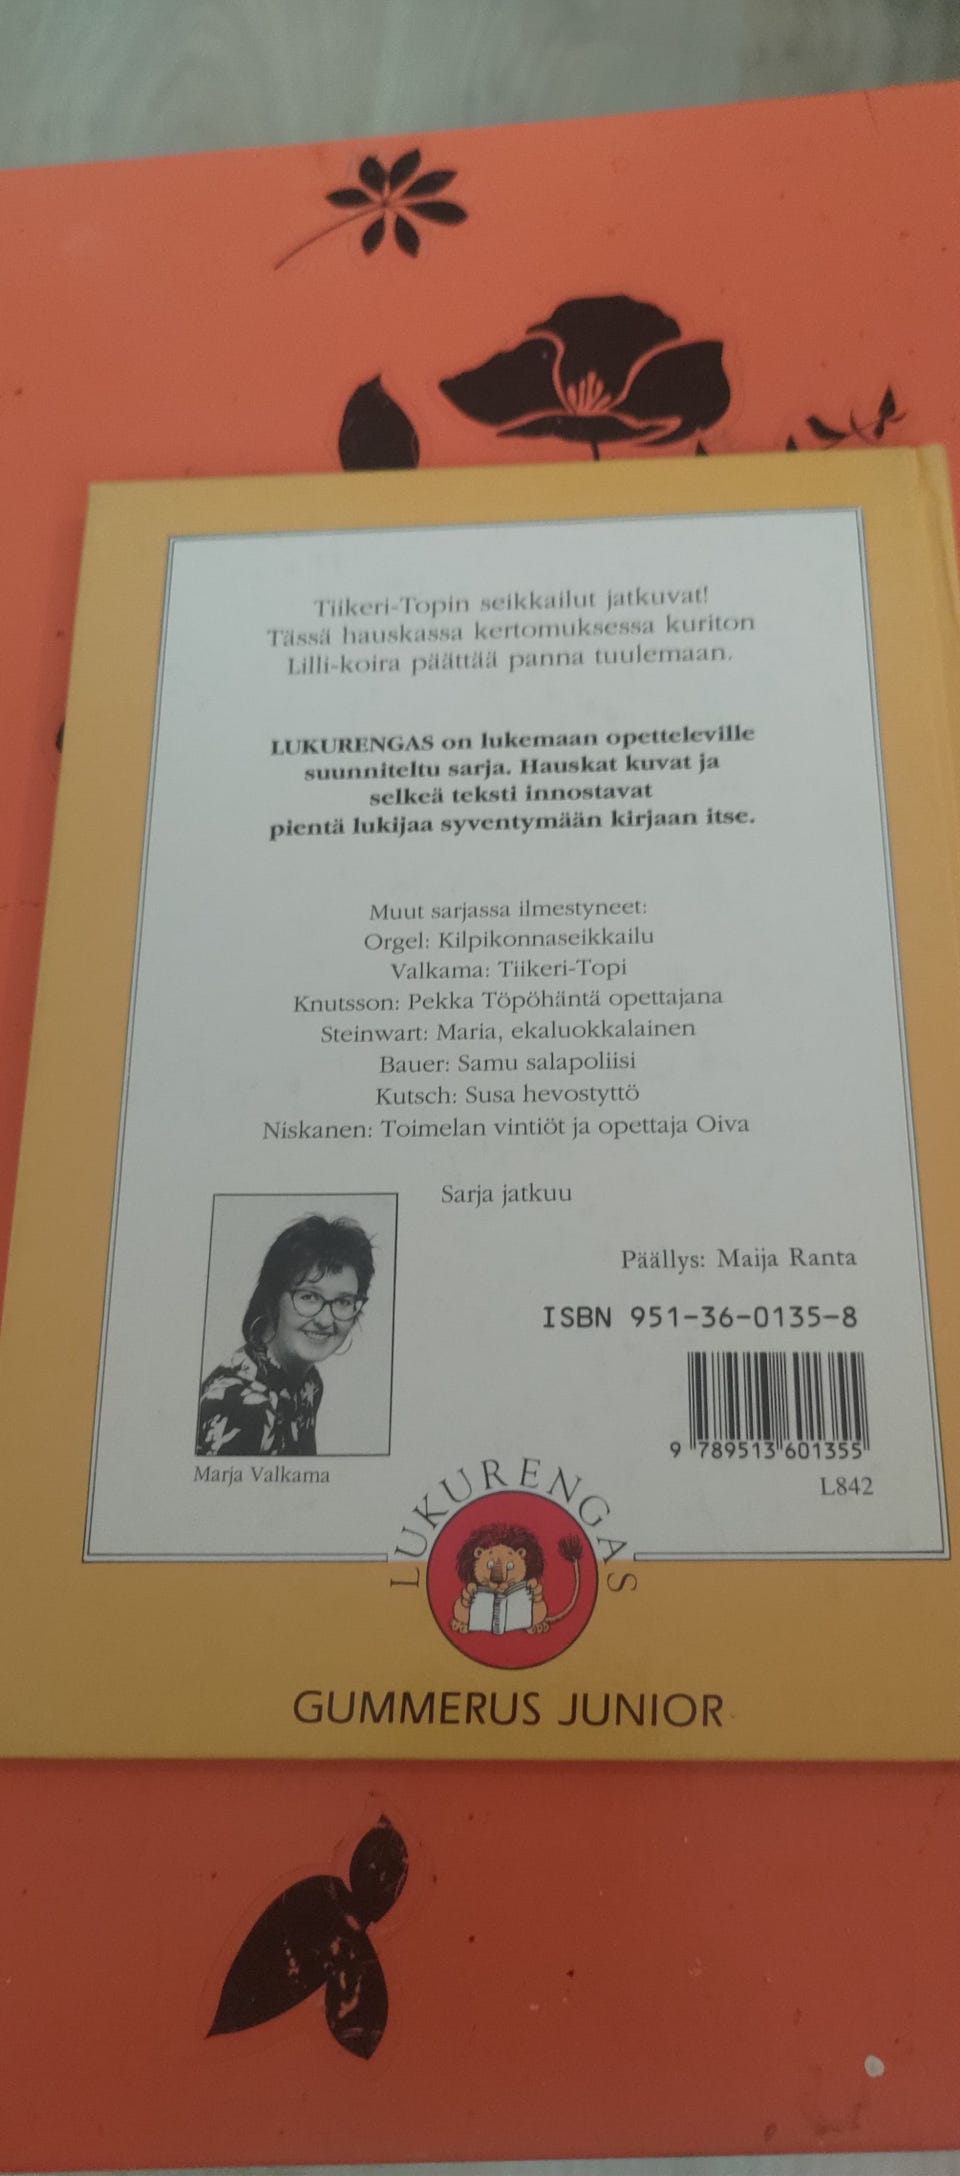 Tiikeri-Topin seikkailut jatkuvat!
Tässä hauskassa kertomuksessa kuriton
Lilli-koira päättää panna tuulemaan.
LUKURENGAS on lukemaan opetteleville
suunniteltu sarja. Hauskat kuvat ja
selkeä teksti innostavat
pientä lukijaa syventymään kirjaan itse.
Muut sarjassa ilmestyneet:
Orgel: Kilpikonnaseikkailu
Valkama: Tiikeri-Topi
Knutsson: Pekka Töpöhäntä opettajana
Steinwart: Maria, ekaluokkalainen
Bauer: Samu salapoliisi
Kutsch: Susa hevostyttö
Niskanen: Toimelan vintiöt ja opettaja Oiva
Sarja jatkuu
Päällys: Maija Ranta
ISBN 951-36-0135-8
9 789513 601355
L842
Marja Valkama
LUKURENGAS
GUMMERUS JUNIOR